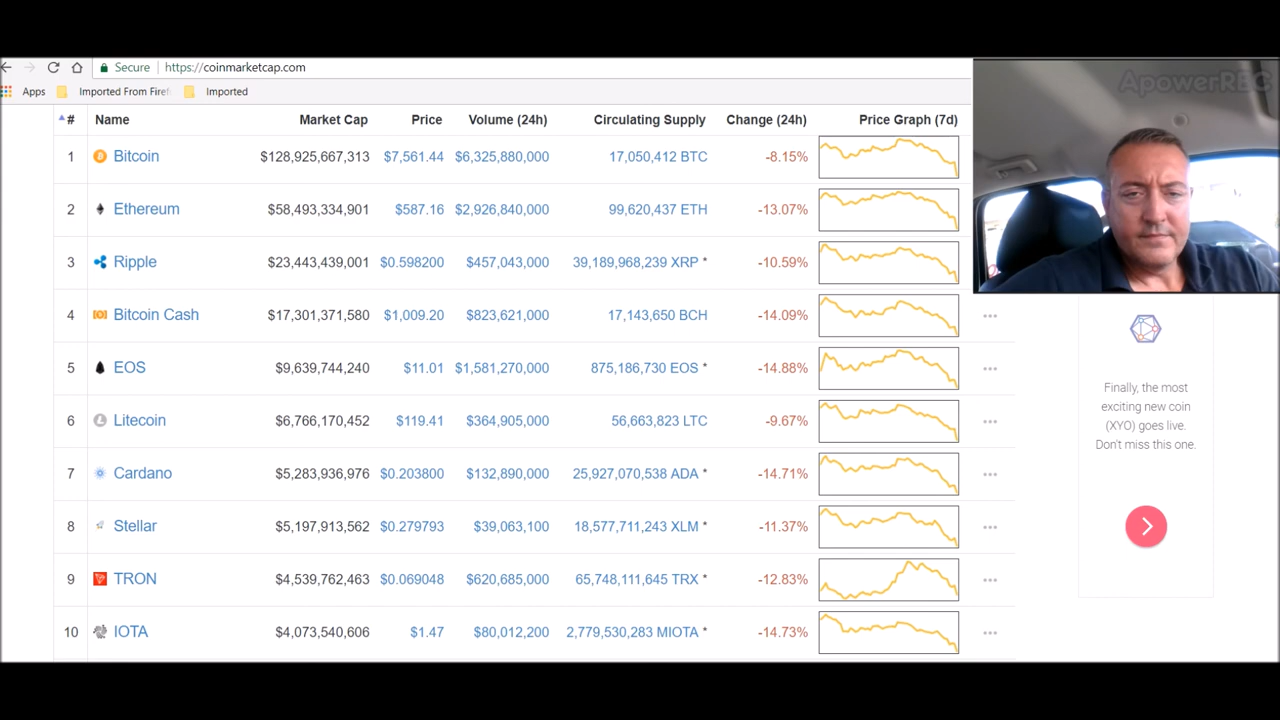 ApowerREC
Secure https://coinmarketcap.com
Apps Imported From Firef Imported
# Name Market Cap Price Volume (24h) Circulating Supply Change (24h) Price Graph (7d)
1 Bitcoin $128,925,667,313 $7,561.44 $6,325,880,000 17,050,412 BTC -8.15%
2 Ethereum $58,493,334,901 $587.16 $2,926,840,000 99,620,437 ETH -13.07%
3 Ripple $23,443,439,001 $0.598200 $457,043,000 39,189,968,239 XRP * -10.59%
4 Bitcoin Cash $17,301,371,580 $1,009.20 $823,621,000 17,143,650 BCH -14.09%
5 EOS $9,639,744,240 $11.01 $1,581,270,000 875,186,730 EOS * -14.88%
6 Litecoin $6,766,170,452 $119.41 $364,905,000 56,663,823 LTC -9.67%
7 Cardano $5,283,936,976 $0.203800 $132,890,000 25,927,070,538 ADA * -14.71%
8 Stellar $5,197,913,562 $0.279793 $39,063,100 18,577,711,243 XLM * -11.37%
9 TRON $4,539,762,463 $0.069048 $620,685,000 65,748,111,645 TRX * -12.83%
10 IOTA $4,073,540,606 $1.47 $80,012,200 2,779,530,283 MIOTA * -14.73%
Finally, the most
exciting new coin
(XYO) goes live.
Don't miss this one.